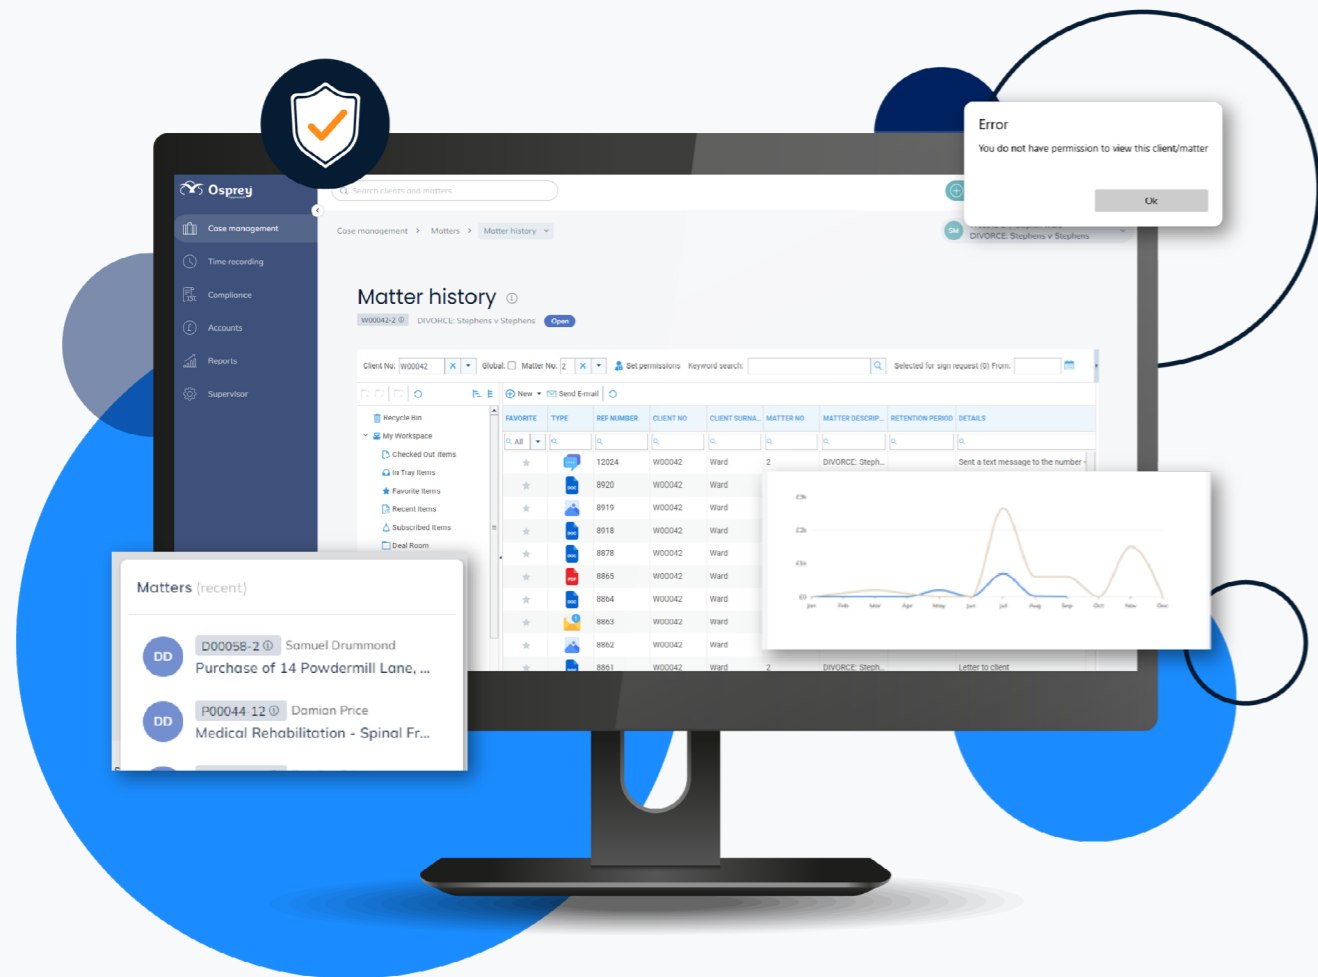 Error
You do not have permission to view this client/matter
Ok
Osprey
Search clients and matters
Case management
Time recording
Compliance
Accounts
Reports
Supervisor
Case management > Matters > Matter history
SM
DIVORCE: Stephens v Stephens
Matter history
W00042-2 DIVORCE: Stephens v Stephens Open
Client No. W00042 X Global. Matter No. 2 X Set permissions Keyword search: Selected for sign request (0) From:
New Send E-mail
Recycle Bin
My Workspace
Checked Out Items
In Tray Items
Favorite Items
Recent Items
Subscribed Items
Deal Room
FAVORITE TYPE REF NUMBER CLIENT NO CLIENT SURNA... MATTER NO MATTER DESCRIP... RETENTION PERIOD DETAILS
All
12024 W00042 Ward 2 DIVORCE: Steph... Sent a text message to the number -
DOC 8920 W00042 Ward
8919 W00042 Ward
DOC 8918 W00042 Ward
DOC 8878 W00042 Ward
PDF 8865 W00042 Ward
DOC 8864 W00042 Ward
8863 W00042 Ward
8862 W00042 Ward
8861 W00042 Ward 2 DIVORCE: Steph... Letter to client
£3k
£2k
£0
Jan Feb Mar Apr May Jun Jul Aug Sep Oct Nov Dec
Matters (recent)
DD D00058-2 Samuel Drummond
Purchase of 14 Powdermill Lane, ...
DD P00044-12 Damian Price
Medical Rehabilitation - Spinal Fr...